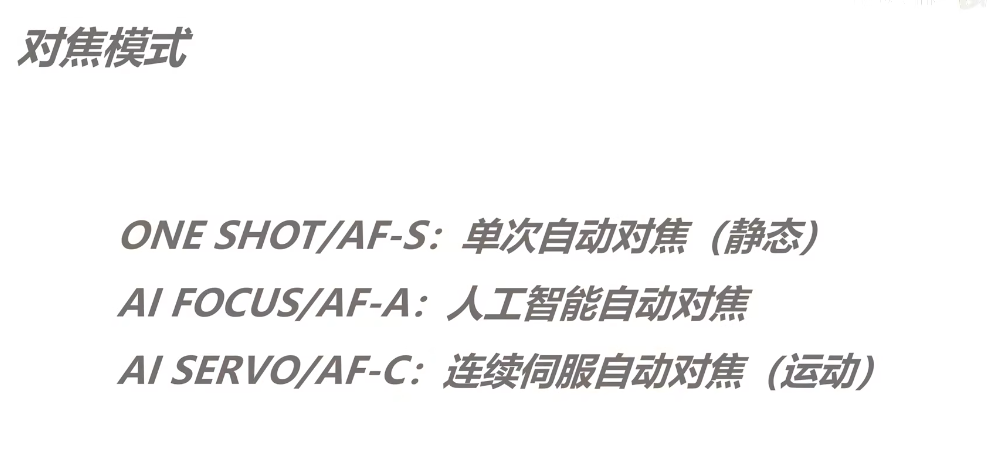 对焦模式
ONE SHOT/AF-S：单次自动对焦（静态）
AI FOCUS/AF-A：人工智能自动对焦
AI SERVO/AF-C：连续伺服自动对焦（运动）